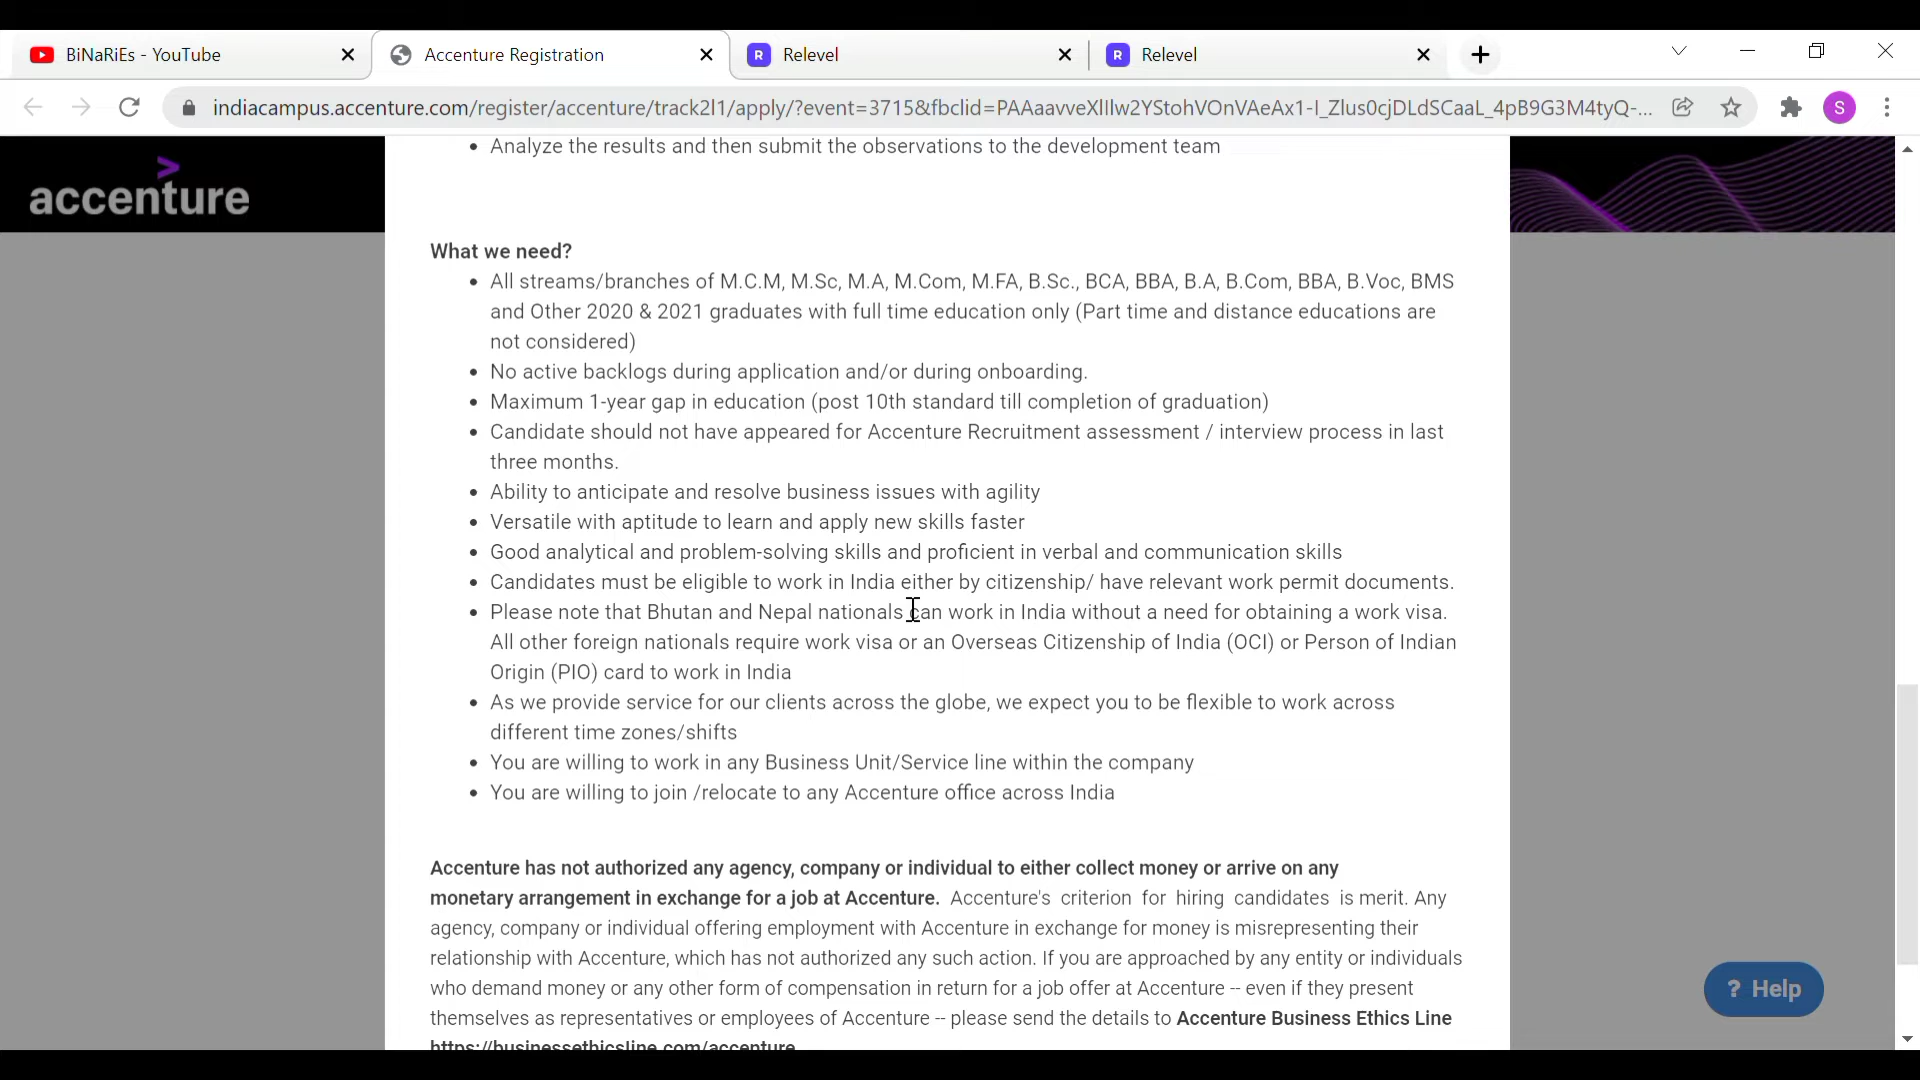 BiNaRiEs - YouTube
Accenture Registration
R Relevel
R Relevel
indiacampus.accenture.com/register/accenture/track2l1/apply/?event=3715&fbclid=
S
accenture
• Analyze the results and then submit the observations to the development team
What we need?
• All streams/branches of M.C.M, M.Sc, M.A, M.Com, M.FA, B.Sc., BCA, BBA, B.A, B.Com, BBA, B.Voc, BMS
and Other 2020 & 2021 graduates with full time education only (Part time and distance educations are
not considered)
• No active backlogs during application and/or during onboarding.
• Maximum 1-year gap in education (post 10th standard till completion of graduation)
• Candidate should not have appeared for Accenture Recruitment assessment / interview process in last
three months.
• Ability to anticipate and resolve business issues with agility
• Versatile with aptitude to learn and apply new skills faster
• Good analytical and problem-solving skills and proficient in verbal and communication skills
• Candidates must be eligible to work in India either by citizenship/ have relevant work permit documents.
• Please note that Bhutan and Nepal nationals can work in India without a need for obtaining a work visa.
All other foreign nationals require work visa or an Overseas Citizenship of India (OCI) or Person of Indian
Origin (PIO) card to work in India
• As we provide service for our clients across the globe, we expect you to be flexible to work across
different time zones/shifts
• You are willing to work in any Business Unit/Service line within the company
• You are willing to join /relocate to any Accenture office across India
Accenture has not authorized any agency, company or individual to either collect money or arrive on any
monetary arrangement in exchange for a job at Accenture. Accenture's criterion for hiring candidates is merit. Any
agency, company or individual offering employment with Accenture in exchange for money is misrepresenting their
relationship with Accenture, which has not authorized any such action. If you are approached by any entity or individuals
who demand money or any other form of compensation in return for a job offer at Accenture -- even if they present
themselves as representatives or employees of Accenture -- please send the details to Accenture Business Ethics Line
https://businessethicsline.com/accenture
? Help